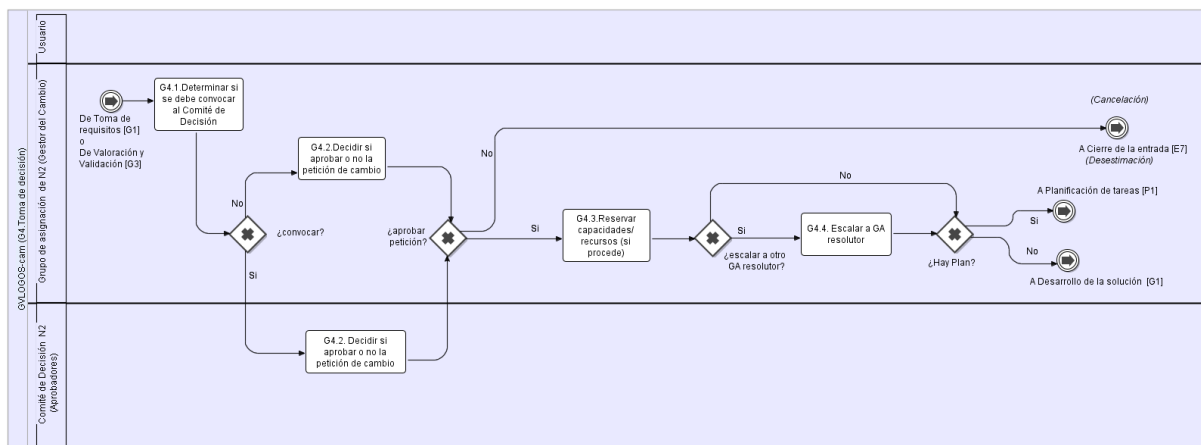 GVLOGOS-cam (G4.Toma de decisión)
Usuario
Grupo de asignación de N2 (Gestor del Cambio)
Comité de Decisión N2
(Aprobadores)
De Toma de
requisitos [G1]
o
De Valoración y
Validación [G3]
G4.1.Determinar si
se debe convocar
al Comité de
Decisión
No
Si
¿convocar?
G4.2.Decidir si
aprobar o no la
petición de cambio
G4.2. Decidir si
aprobar o no la
petición de cambio
¿aprobar
petición?
No
Si
G4.3.Reservar
capacidades/
recursos (si
procede)
¿escalar a otro
GA resolutor?
No
Si
G4.4. Escalar a GA
resolutor
¿Hay Plan?
(Cancelación)
A Cierre de la entrada [E7]
(Desestimación)
A Planificación de tareas [P1]
Si
No
A Desarrollo de la solución [G1]